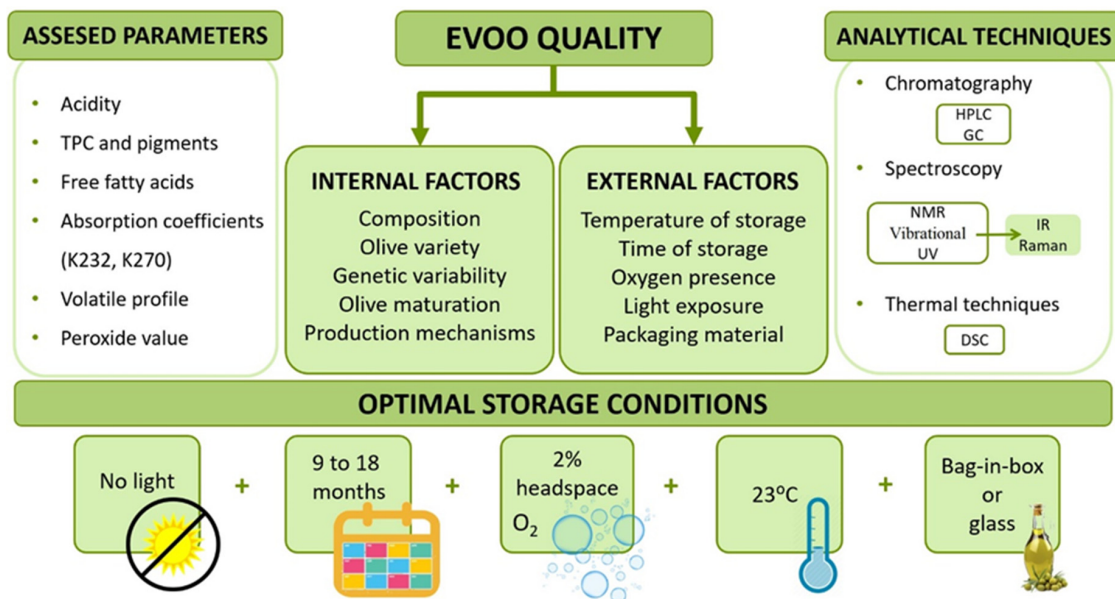 ASSESED PARAMETERS
• Acidity
• TPC and pigments
• Free fatty acids
• Absorption coefficients
(K232, K270)
• Volatile profile
• Peroxide value
EVOO QUALITY
INTERNAL FACTORS
Composition
Olive variety
Genetic variability
Olive maturation
Production mechanisms
EXTERNAL FACTORS
Temperature of storage
Time of storage
Oxygen presence
Light exposure
Packaging material
ANALYTICAL TECHNIQUES
• Chromatography
HPLC
GC
• Spectroscopy
NMR
Vibrational
UV
IR
Raman
• Thermal techniques
DSC
OPTIMAL STORAGE CONDITIONS
No light
+
9 to 18
months
+
2%
headspace
O₂
+
23ºC
+
Bag-in-box
or
glass